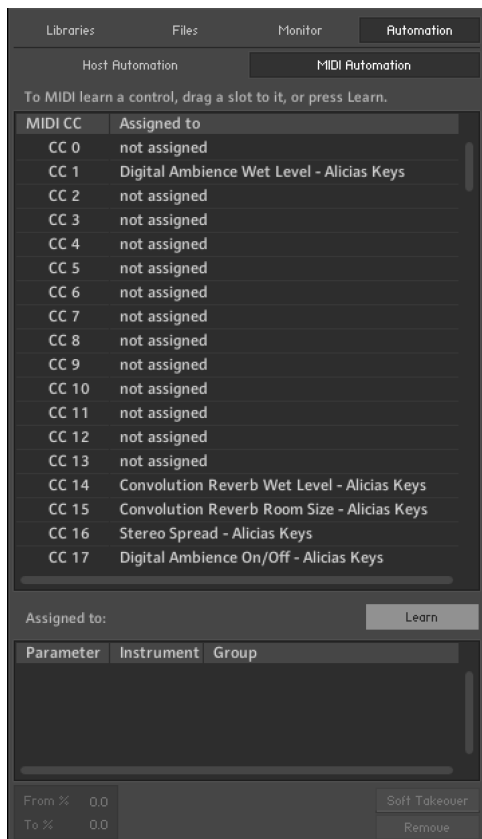 Libraries Files Monitor Automation
Host Automation MIDI Automation
To MIDI learn a control, drag a slot to it, or press Learn.
MIDI CC Assigned to
CC 0 not assigned
CC 1 Digital Ambience Wet Level - Alicias Keys
CC 2 not assigned
CC 3 not assigned
CC 4 not assigned
CC 5 not assigned
CC 6 not assigned
CC 7 not assigned
CC 8 not assigned
CC 9 not assigned
CC 10 not assigned
CC 11 not assigned
CC 12 not assigned
CC 13 not assigned
CC 14 Convolution Reverb Wet Level - Alicias Keys
CC 15 Convolution Reverb Room Size - Alicias Keys
CC 16 Stereo Spread - Alicias Keys
CC 17 Digital Ambience On/Off - Alicias Keys
Assigned to: Learn
Parameter Instrument Group
From % 0.0 Soft Takeover
To % 0.0 Remove